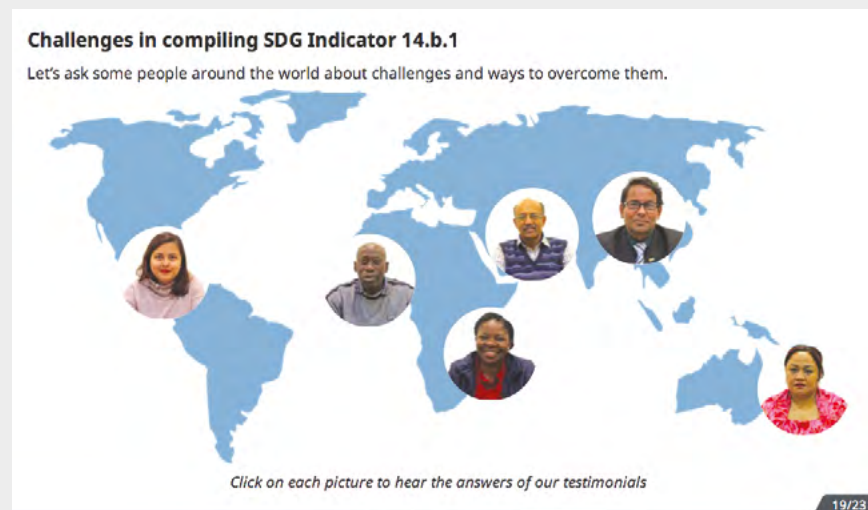 Challenges in compiling SDG Indicator 14.b.1
Let's ask some people around the world about challenges and ways to overcome them.
Click on each picture to hear the answers of our testimonials
19/23